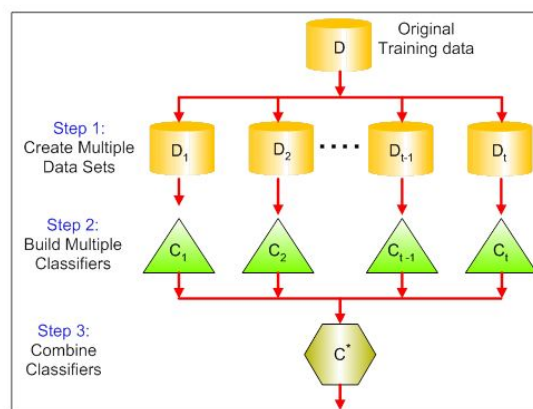 D
Original
Training data
Step 1:
Create Multiple
Data Sets
D₁
D₂
....
Dₜ₋₁
Dₜ
Step 2:
Build Multiple
Classifiers
C₁
C₂
Cₜ₋₁
Cₜ
Step 3:
Combine
Classifiers
C*